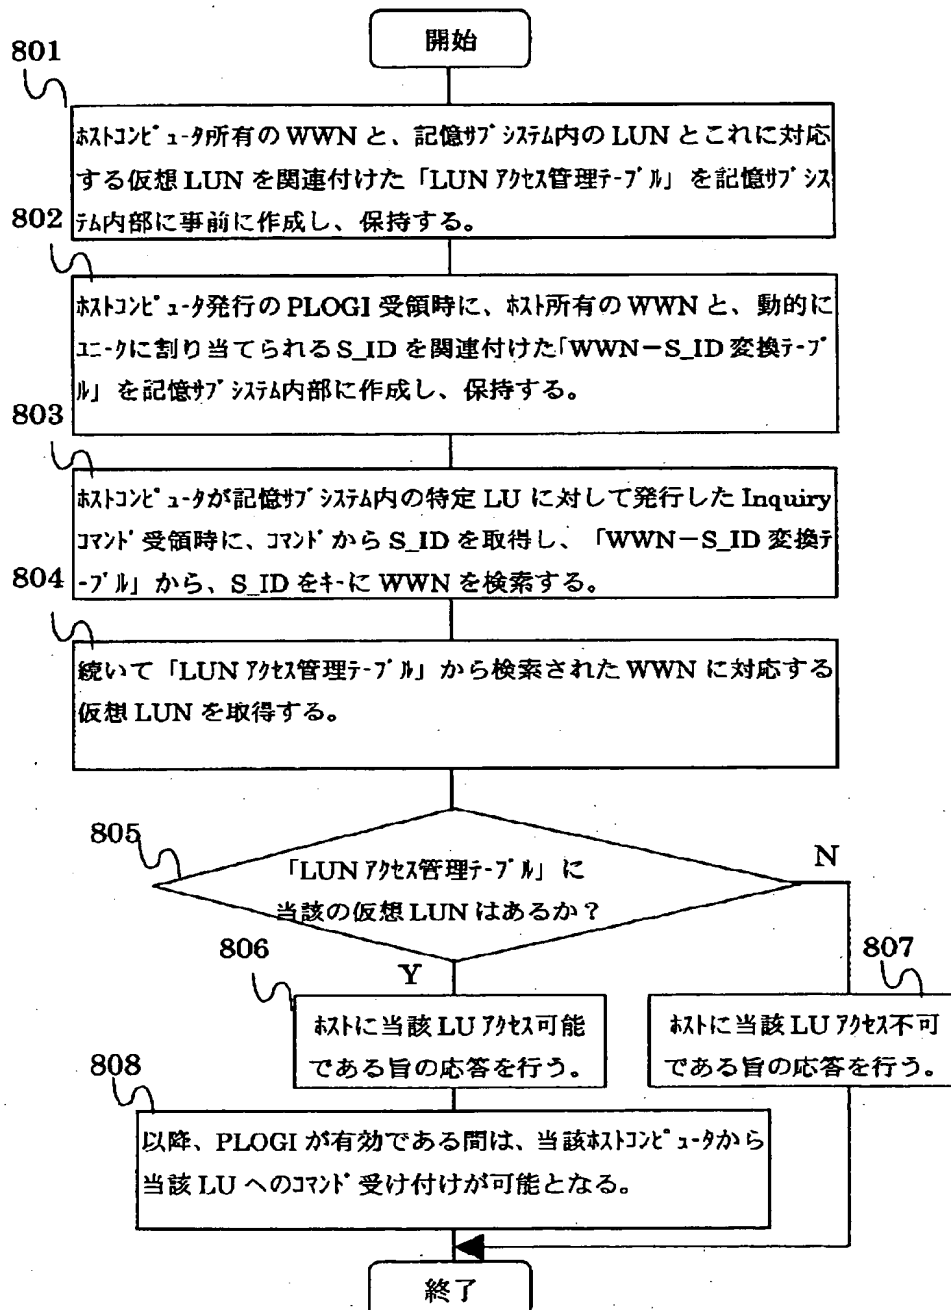 開始
801
ﾎｽﾄｺﾝﾋﾟｭｰﾀ所有の WWN と、記憶ｻﾌﾞｼｽﾃﾑ内の LUN とこれに対応
する仮想 LUN を関連付けた「LUN ｱｸｾｽ管理ﾃｰﾌﾞﾙ」を記憶ｻﾌﾞｼｽ
ﾃﾑ内部に事前に作成し、保持する。
802
ﾎｽﾄｺﾝﾋﾟｭｰﾀ発行の PLOGI 受領時に、ﾎｽﾄ所有の WWN と、動的に
ﾕﾆｰｸに割り当てられる S_ID を関連付けた「WWN－S_ID 変換ﾃｰﾌﾞ
ﾙ」を記憶ｻﾌﾞｼｽﾃﾑ内部に作成し、保持する。
803
ﾎｽﾄｺﾝﾋﾟｭｰﾀが記憶ｻﾌﾞｼｽﾃﾑ内の特定 LU に対して発行した Inquiry
ｺﾏﾝﾄﾞ受領時に、ｺﾏﾝﾄﾞから S_ID を取得し、「WWN－S_ID 変換ﾃ
ｰﾌﾞﾙ」から、S_ID をｷｰに WWN を検索する。
804
続いて「LUN ｱｸｾｽ管理ﾃｰﾌﾞﾙ」から検索された WWN に対応する
仮想 LUN を取得する。
805
「LUN ｱｸｾｽ管理ﾃｰﾌﾞﾙ」に
当該の仮想 LUN はあるか？
N
Y
806
ﾎｽﾄに当該 LU ｱｸｾｽ可能
である旨の応答を行う。
807
ﾎｽﾄに当該 LU ｱｸｾｽ不可
である旨の応答を行う。
808
以降、PLOGI が有効である間は、当該ﾎｽﾄｺﾝﾋﾟｭｰﾀから
当該 LU へのｺﾏﾝﾄﾞ受け付けが可能となる。
終了